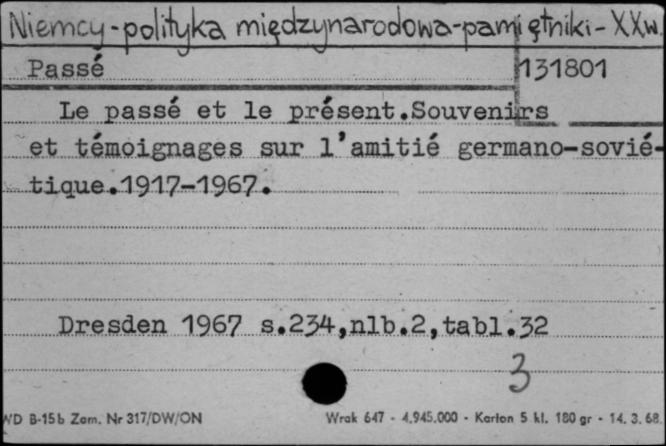 Niemcy - polityka międzynarodowa - pamiętniki - XXw.
Passé 131801
Le passé et le présent.Souvenirs
et témoignages sur l'amitié germano-sovié-
tique.1917-1967.
Dresden 1967 s.234,nlb.2,tabl.32
3
WD B-15b Zam. Nr 317/DW/ON Wrak 647 - 4.945.000 - Karton 5 kl. 180 gr - 14. 3. 68